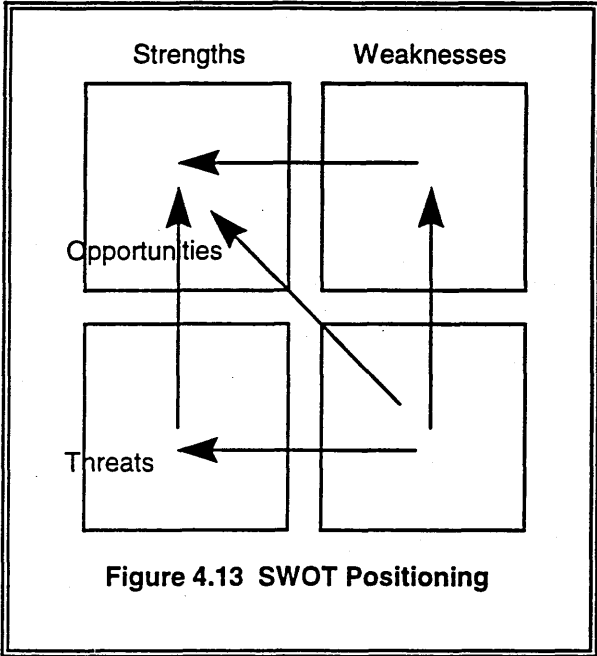 Strengths Weaknesses
Opportunities
Threats
Figure 4.13 SWOT Positioning